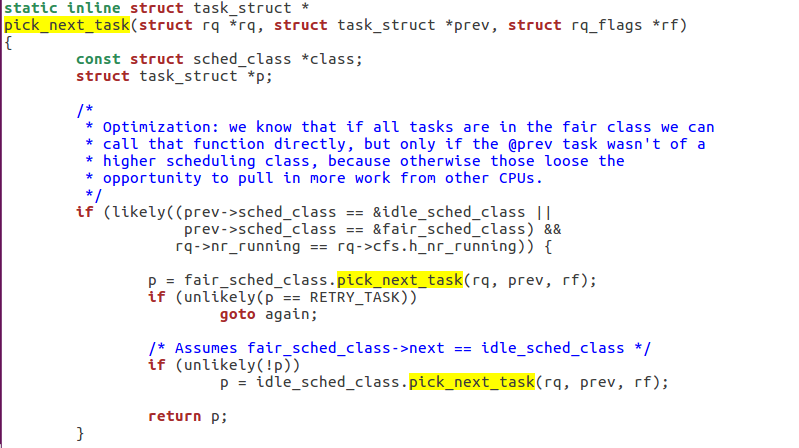 static inline struct task_struct *
pick_next_task(struct rq *rq, struct task_struct *prev, struct rq_flags *rf)
{
        const struct sched_class *class;
        struct task_struct *p;

        /*
         * Optimization: we know that if all tasks are in the fair class we can
         * call that function directly, but only if the @prev task wasn't of a
         * higher scheduling class, because otherwise those loose the
         * opportunity to pull in more work from other CPUs.
         */
        if (likely((prev->sched_class == &idle_sched_class ||
                    prev->sched_class == &fair_sched_class) &&
                   rq->nr_running == rq->cfs.h_nr_running)) {

                p = fair_sched_class.pick_next_task(rq, prev, rf);
                if (unlikely(p == RETRY_TASK))
                        goto again;

                /* Assumes fair_sched_class->next == idle_sched_class */
                if (unlikely(!p))
                        p = idle_sched_class.pick_next_task(rq, prev, rf);

                return p;
        }